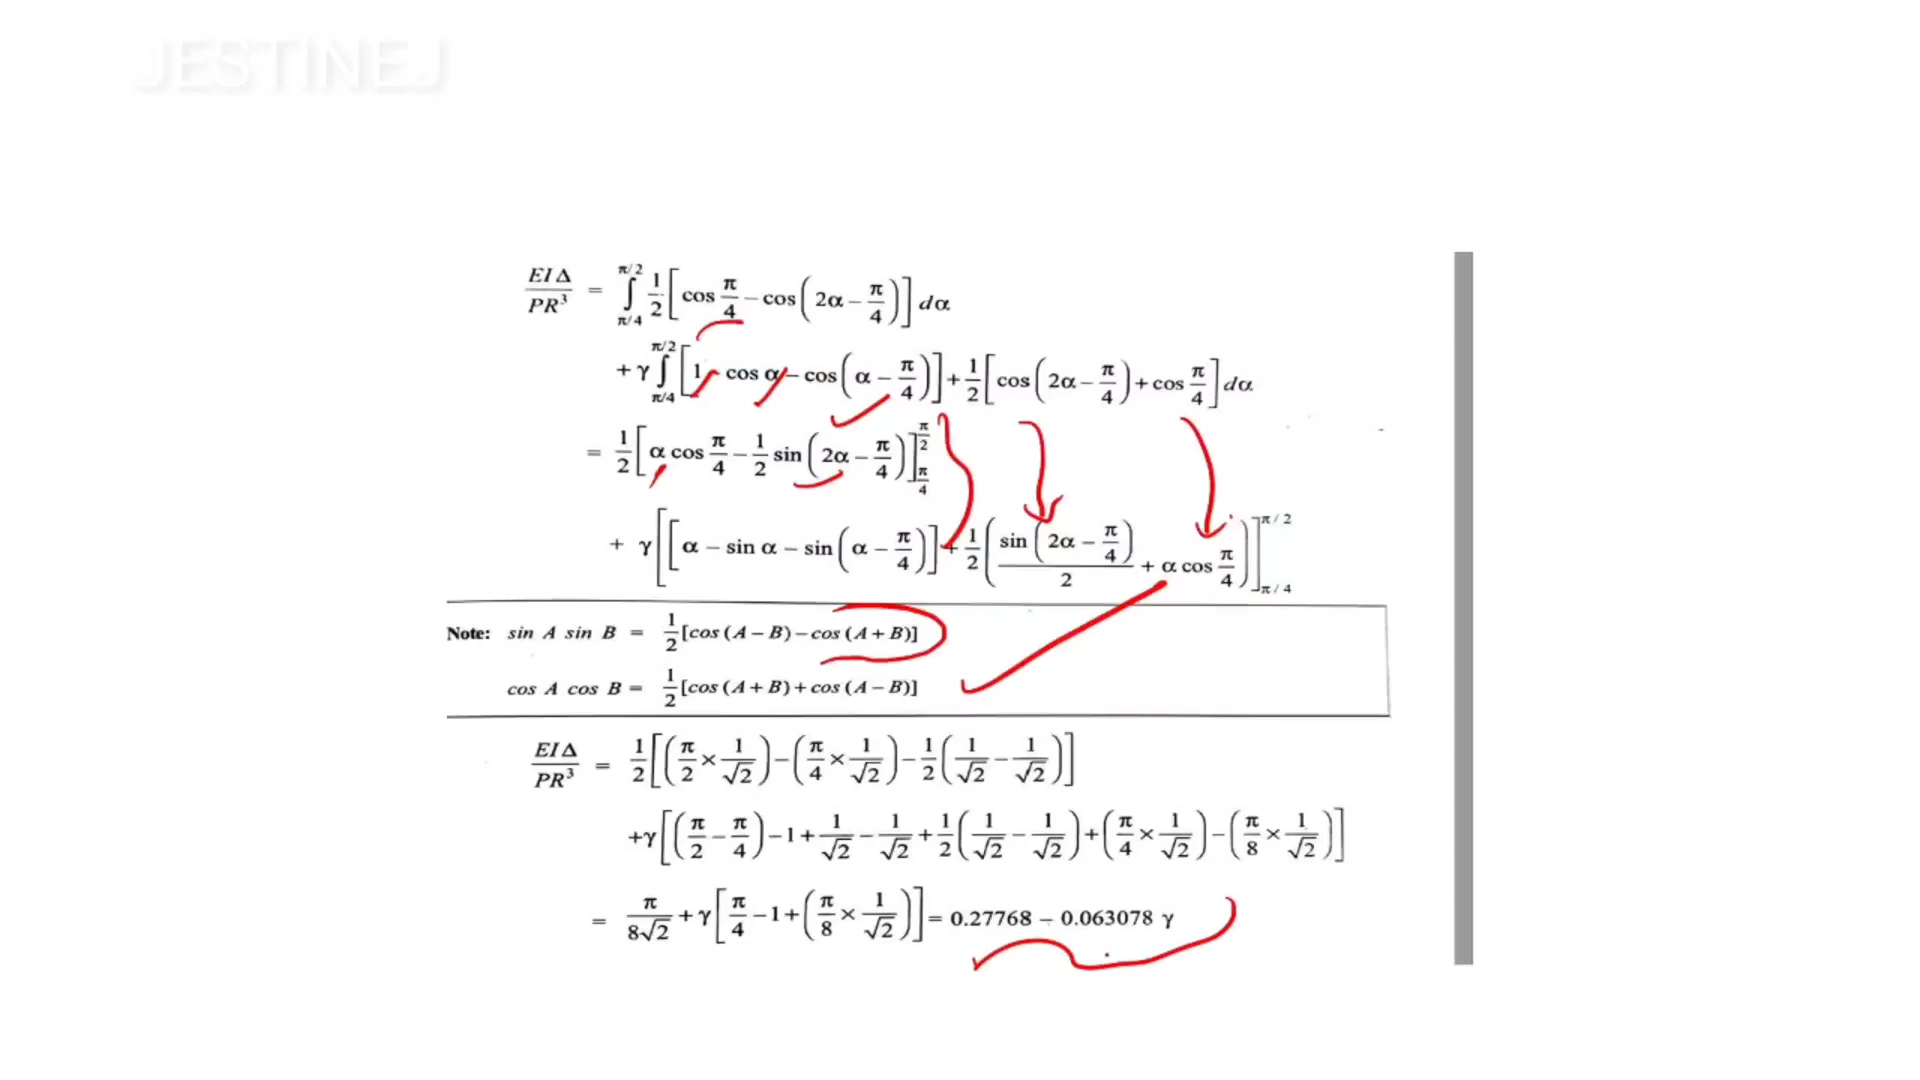 JESTINEJ
EIΔ/PR³ = ∫_{π/4}^{π/2} 1/2 [cos π/4 – cos(2α – π/4)] dα
+ γ ∫_{π/4}^{π/2} [1 – cos α – cos(α – π/4)] + 1/2 [cos(2α – π/4) + cos π/4] dα
= 1/2 [α cos π/4 – 1/2 sin(2α – π/4)]_{π/4}^{π/2}
+ γ [[α – sin α – sin(α – π/4)] + 1/2 (sin(2α – π/4)/2 + α cos π/4)]_{π/4}^{π/2}
Note: sin A sin B = 1/2 [cos (A – B) – cos (A + B)]
cos A cos B = 1/2 [cos (A + B) + cos (A – B)]
EIΔ/PR³ = 1/2 [(π/2 × 1/√2) – (π/4 × 1/√2) – 1/2 (1/√2 – 1/√2)]
+γ [(π/2 – π/4) – 1 + 1/√2 – 1/√2 + 1/2 (1/√2 – 1/√2) + (π/4 × 1/√2) – (π/8 × 1/√2)]
= π/8√2 + γ [π/4 – 1 + (π/8 × 1/√2)] = 0.27768 – 0.063078 γ